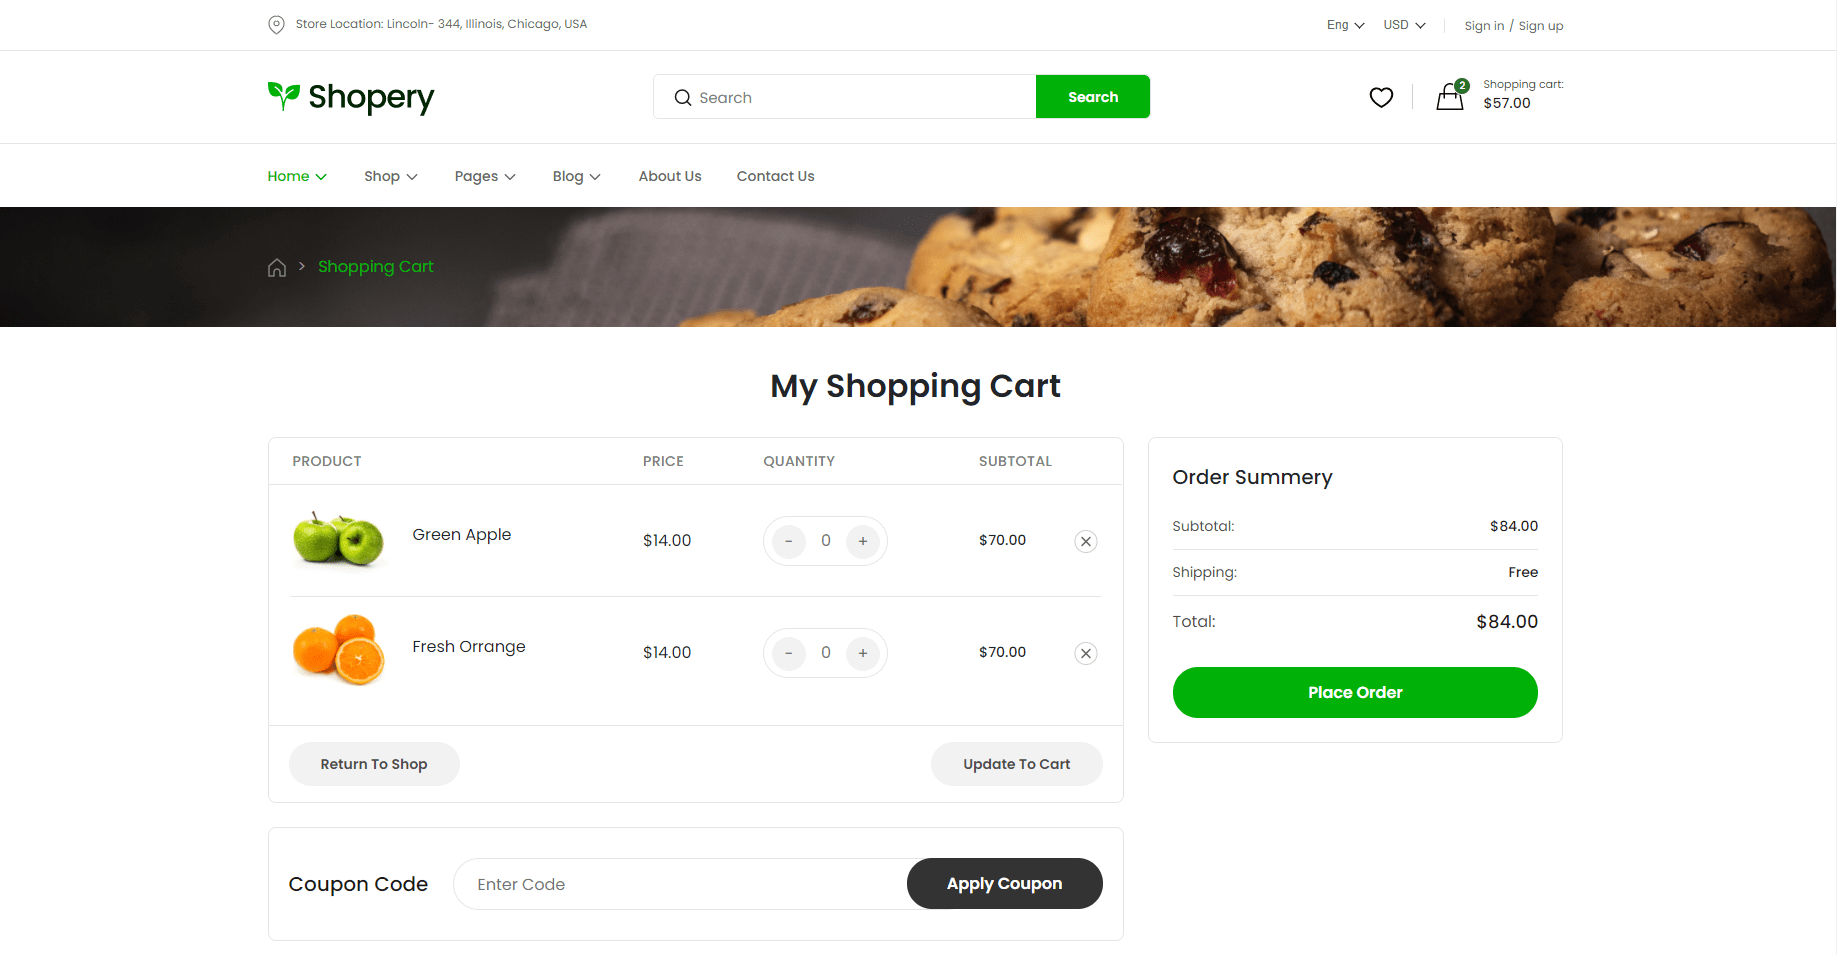 Store Location: Lincoln- 344, Illinois, Chicago, USA
Eng USD Sign in / Sign up
Shopery
Search Search
2 Shopping cart:
$57.00
Home Shop Pages Blog About Us Contact Us
> Shopping Cart
My Shopping Cart
PRODUCT PRICE QUANTITY SUBTOTAL
Green Apple $14.00 - 0 + $70.00
Fresh Orrange $14.00 - 0 + $70.00
Return To Shop Update To Cart
Coupon Code Enter Code Apply Coupon
Order Summery
Subtotal: $84.00
Shipping: Free
Total: $84.00
Place Order